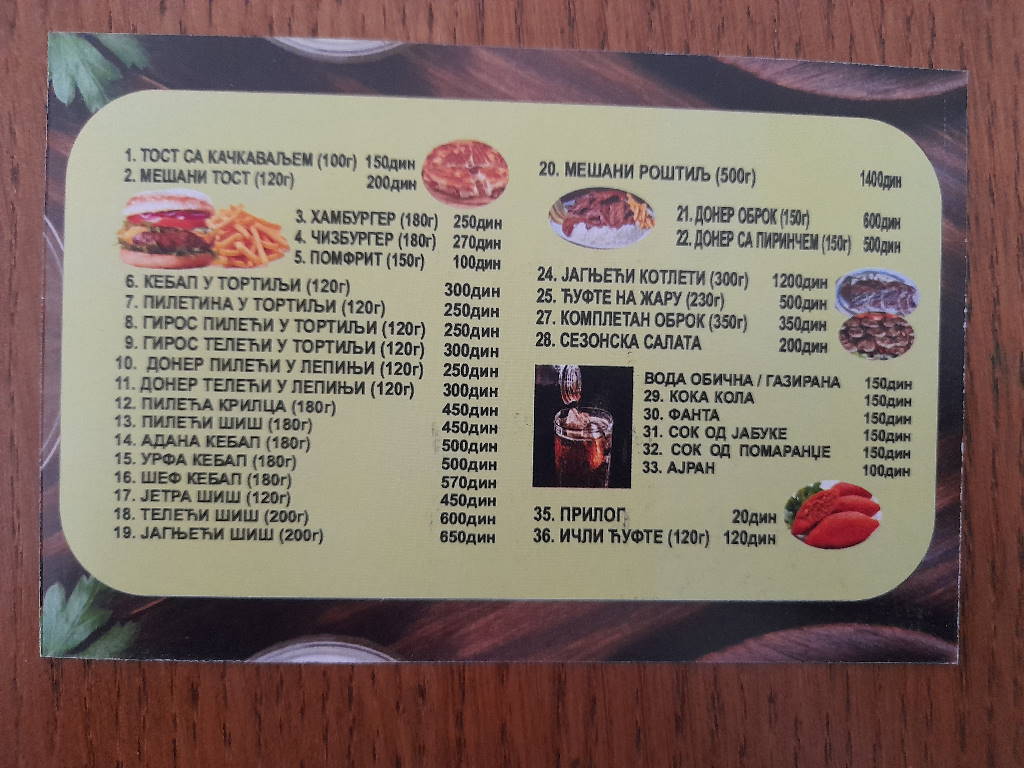 1. ТОСТ СА КАЧКАВАЉЕМ (100г) 150дин
2. МЕШАНИ ТОСТ (120г) 200дин
3. ХАМБУРГЕР (180г) 250дин
4. ЧИЗБУРГЕР (180г) 270дин
5. ПОМФРИТ (150г) 100дин
6. КЕБАП У ТОРТИЉИ (120г) 300дин
7. ПИЛЕТИНА У ТОРТИЉИ (120г) 250дин
8. ГИРОС ПИЛЕЋИ У ТОРТИЉИ (120г) 250дин
9. ГИРОС ТЕЛЕЋИ У ТОРТИЉИ (120г) 300дин
10. ДОНЕР ПИЛЕЋИ У ЛЕПИЊИ (120г) 250дин
11. ДОНЕР ТЕЛЕЋИ У ЛЕПИЊИ (120г) 300дин
12. ПИЛЕЋА КРИЛЦА (180г) 450дин
13. ПИЛЕЋИ ШИШ (180г) 450дин
14. АДАНА КЕБАП (180г) 500дин
15. УРФА КЕБАП (180г) 500дин
16. ШЕФ КЕБАП (180г) 570дин
17. ЈЕТРА ШИШ (120г) 450дин
18. ТЕЛЕЋИ ШИШ (200г) 600дин
19. ЈАГЊЕЋИ ШИШ (200г) 650дин
20. МЕШАНИ РОШТИЉ (500г) 1400дин
21. ДОНЕР ОБРОК (150г) 600дин
22. ДОНЕР СА ПИРИНЧЕМ (150г) 500дин
24. ЈАГЊЕЋИ КОТЛЕТИ (300г) 1200дин
25. ЋУФТЕ НА ЖАРУ (230г) 500дин
27. КОМПЛЕТАН ОБРОК (350г) 350дин
28. СЕЗОНСКА САЛАТА 200дин
ВОДА ОБИЧНА / ГАЗИРАНА 150дин
29. КОКА КОЛА 150дин
30. ФАНТА 150дин
31. СОК ОД ЈАБУКЕ 150дин
32. СОК ОД ПОМАРАНЏЕ 150дин
33. АЈРАН 100дин
35. ПРИЛОГ 20дин
36. ИЧЛИ ЋУФТЕ (120г) 120дин